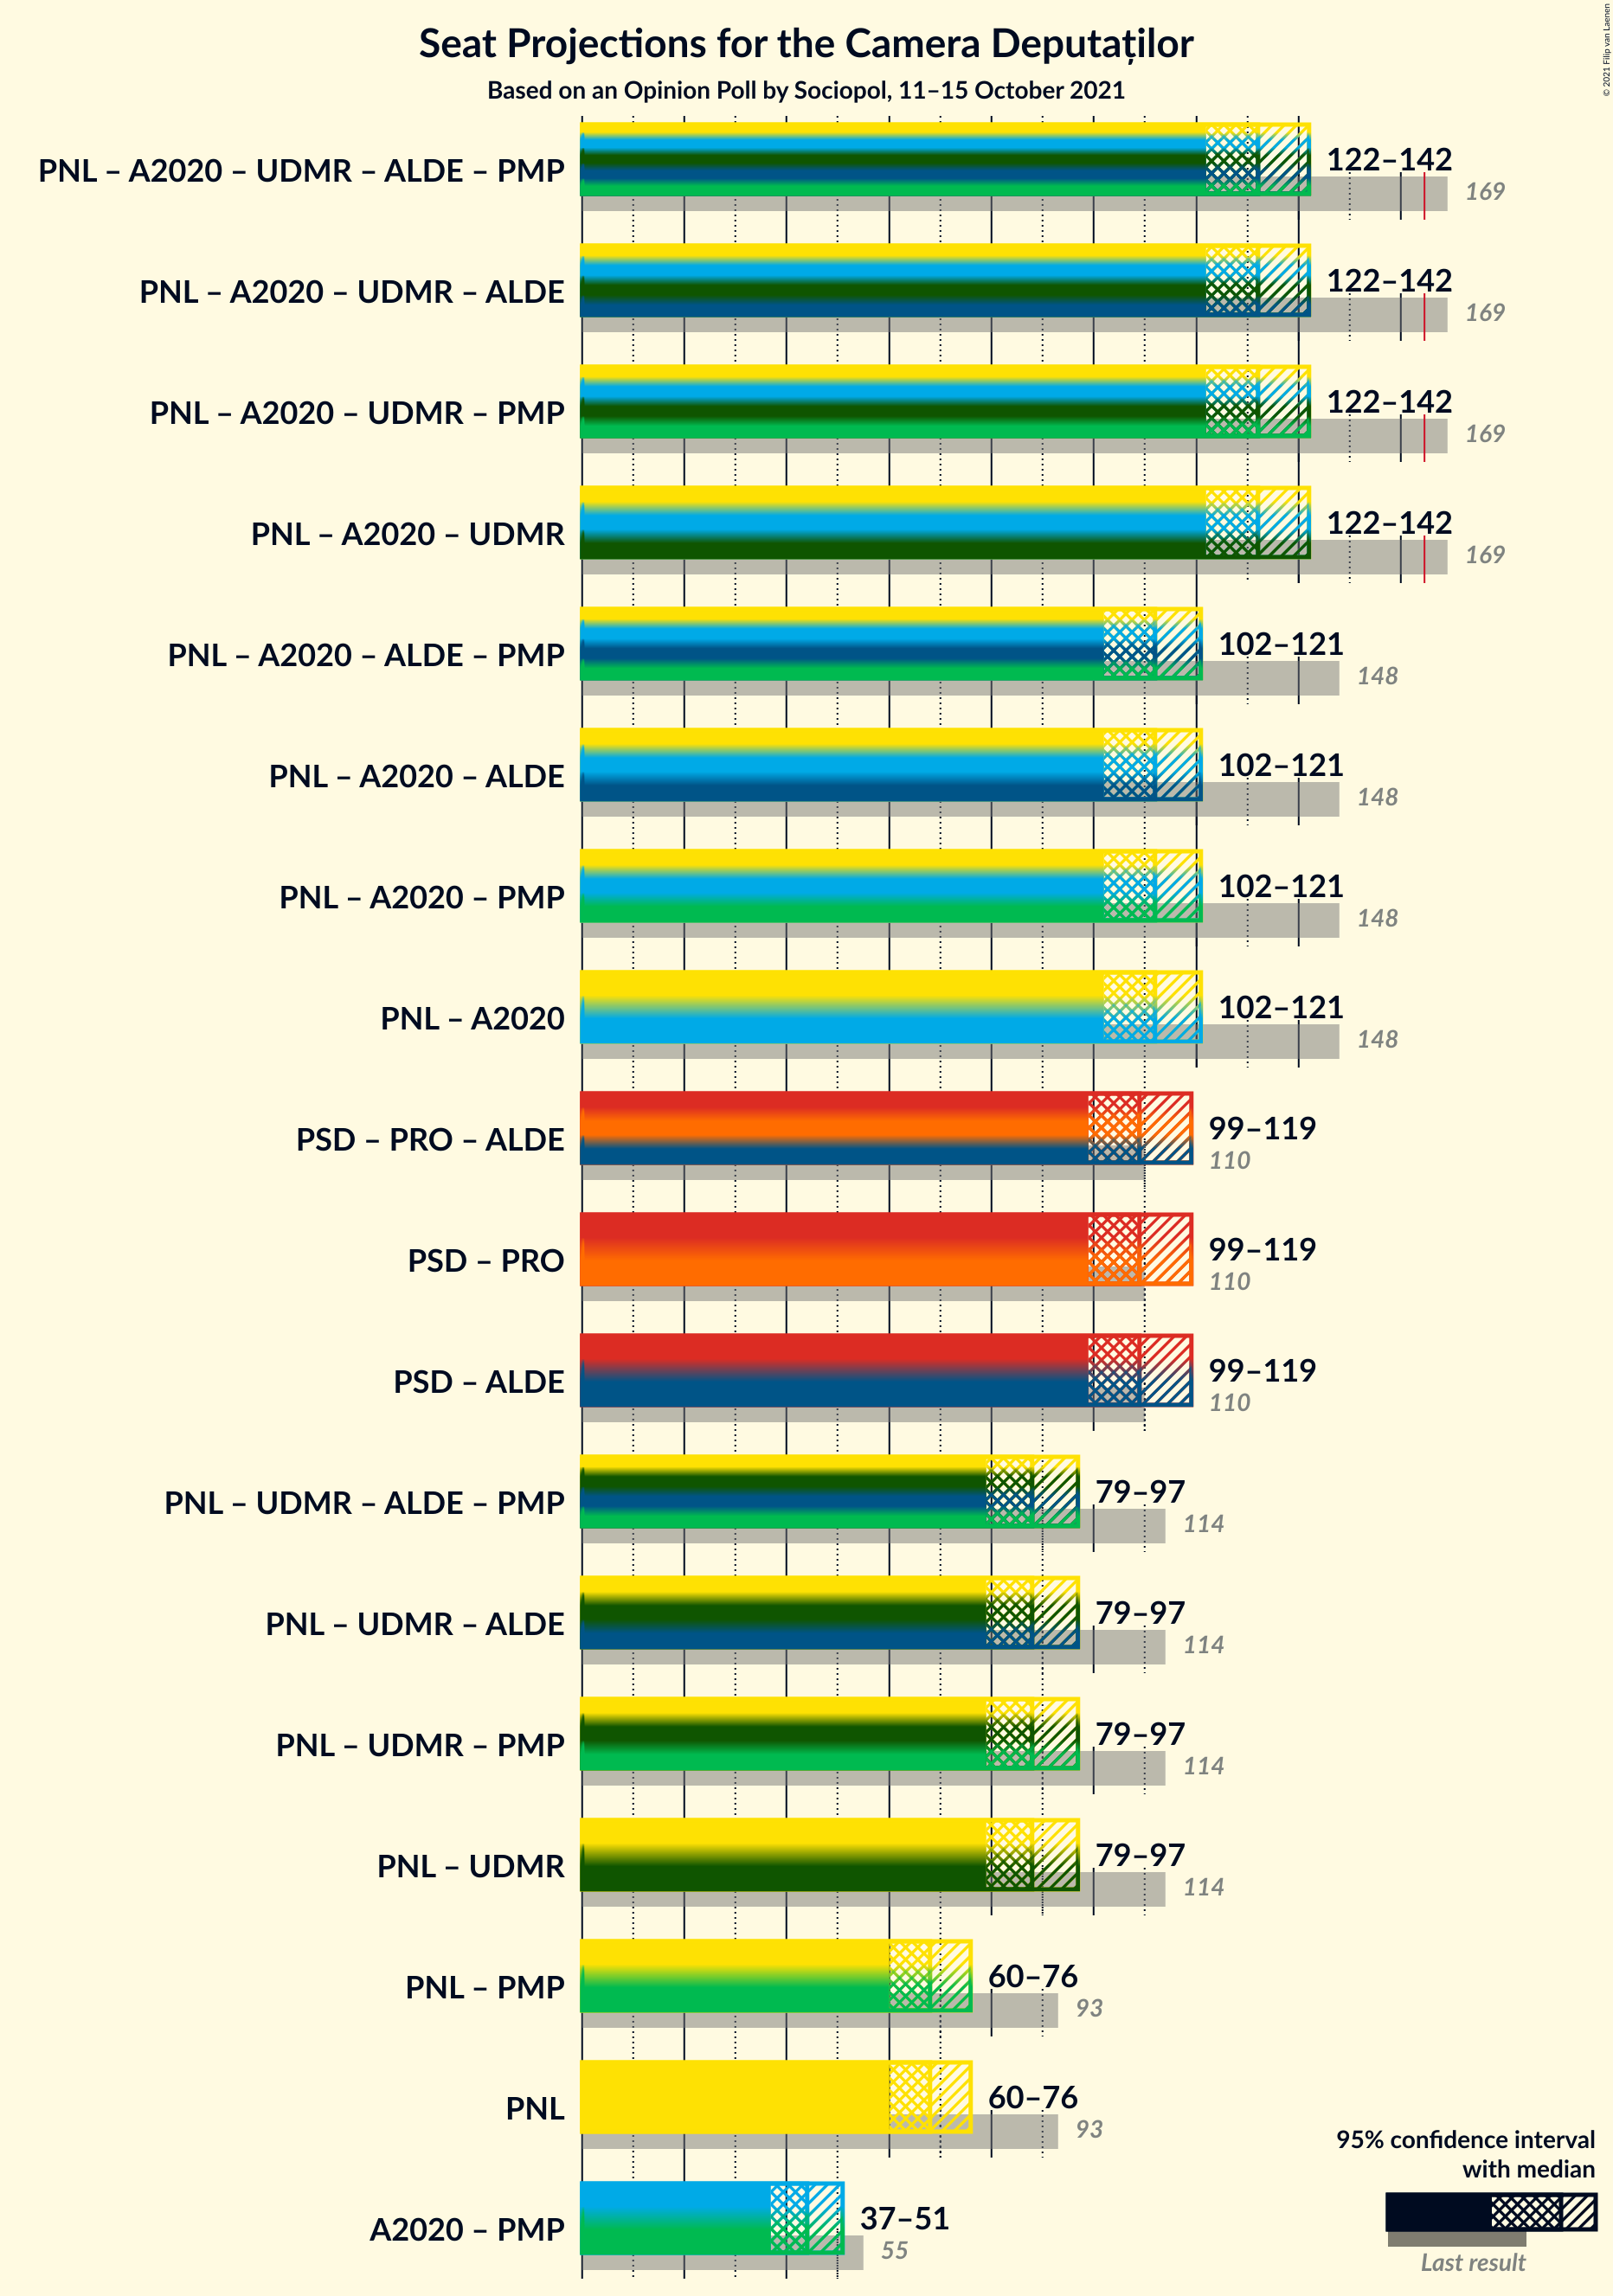 Seat Projections for the Camera Deputaților
Based on an Opinion Poll by Sociopol, 11–15 October 2021
© 2021 Filip van Laenen
PNL – A2020 – UDMR – ALDE – PMP
122–142
169
PNL – A2020 – UDMR – ALDE
122–142
169
PNL – A2020 – UDMR – PMP
122–142
169
PNL – A2020 – UDMR
122–142
169
PNL – A2020 – ALDE – PMP
102–121
148
PNL – A2020 – ALDE
102–121
148
PNL – A2020 – PMP
102–121
148
PNL – A2020
102–121
148
PSD – PRO – ALDE
99–119
110
PSD – PRO
99–119
110
PSD – ALDE
99–119
110
PNL – UDMR – ALDE – PMP
79–97
114
PNL – UDMR – ALDE
79–97
114
PNL – UDMR – PMP
79–97
114
PNL – UDMR
79–97
114
PNL – PMP
60–76
93
PNL
60–76
93
A2020 – PMP
37–51
55
95% confidence interval
with median
Last result